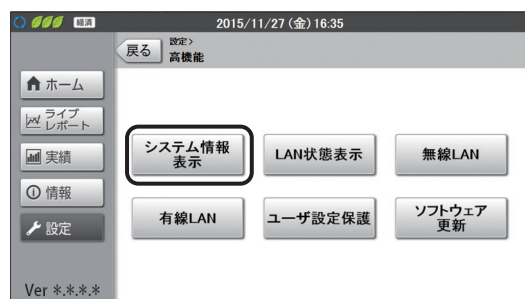 経済
2015/11/27 (金) 16:35
戻る
設定>
高機能
ホーム
ライブ
レポート
実績
情報
設定
Ver *.*.*.*
システム情報
表示
LAN状態表示
無線LAN
有線LAN
ユーザ設定保護
ソフトウェア
更新